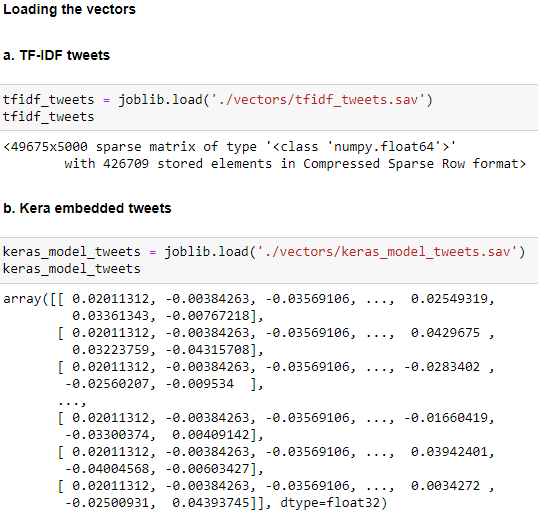 Loading the vectors
a. TF-IDF tweets
tfidf_tweets = joblib.load('./vectors/tfidf_tweets.sav')
tfidf_tweets
<49675x5000 sparse matrix of type '<class 'numpy.float64'>'
        with 426709 stored elements in Compressed Sparse Row format>
b. Kera embedded tweets
keras_model_tweets = joblib.load('./vectors/keras_model_tweets.sav')
keras_model_tweets
array([[ 0.02011312, -0.00384263, -0.03569106, ...,  0.02549319,
         0.03361343, -0.00767218],
       [ 0.02011312, -0.00384263, -0.03569106, ...,  0.0429675 ,
         0.03223759, -0.04315708],
       [ 0.02011312, -0.00384263, -0.03569106, ..., -0.0283402 ,
        -0.02560207, -0.009534  ],
       ...,
       [ 0.02011312, -0.00384263, -0.03569106, ..., -0.01660419,
        -0.03300374,  0.00409142],
       [ 0.02011312, -0.00384263, -0.03569106, ...,  0.03942401,
        -0.04004568, -0.00603427],
       [ 0.02011312, -0.00384263, -0.03569106, ...,  0.0034272 ,
        -0.02500931,  0.04393745]], dtype=float32)